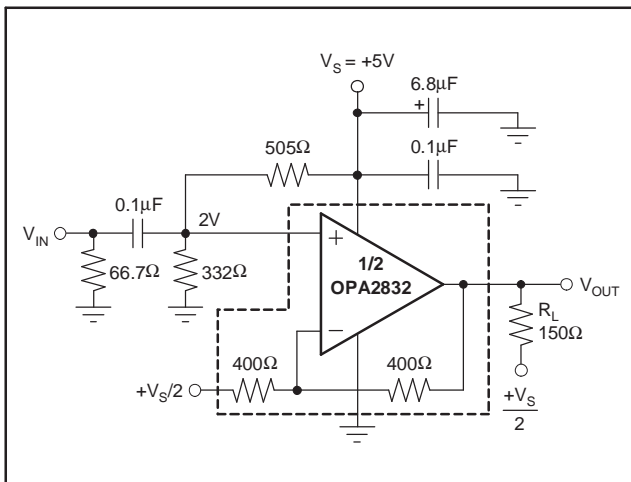 V_S = +5V
6.8μF
+
505Ω
0.1μF
0.1μF
2V
V_IN
+
1/2
OPA2832
66.7Ω
332Ω
V_OUT
R_L
150Ω
−
400Ω
400Ω
+V_S/2
+V_S
2